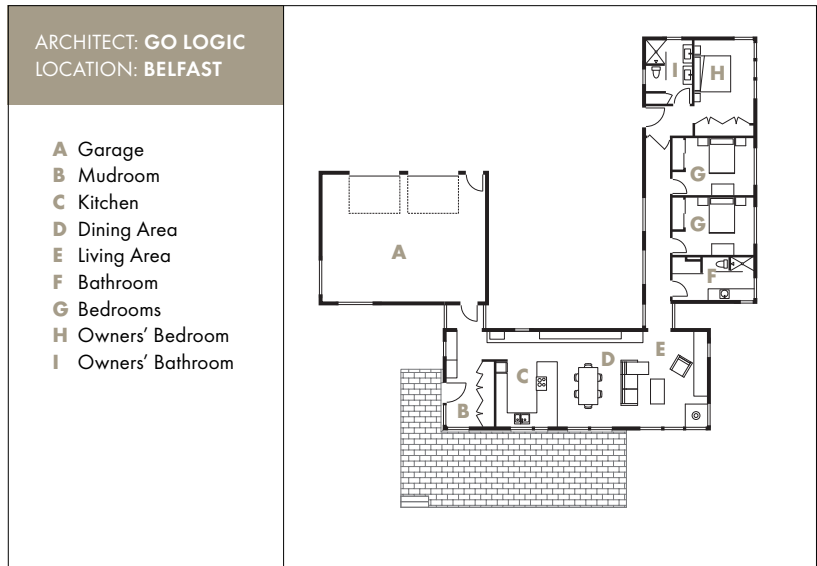 ARCHITECT: GO LOGIC
LOCATION: BELFAST
A Garage
B Mudroom
C Kitchen
D Dining Area
E Living Area
F Bathroom
G Bedrooms
H Owners’ Bedroom
I Owners’ Bathroom
I H
G
G
A
F
E
D
C
B